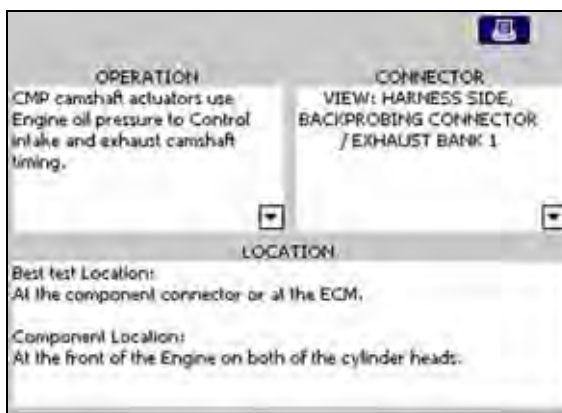 OPERATION
CMP camshaft actuators use
Engine oil pressure to Control
intake and exhaust camshaft
timing.
CONNECTOR
VIEW: HARNESS SIDE,
BACKPROBING CONNECTOR
/ EXHAUST BANK 1
LOCATION
Best test Location:
At the component connector or at the ECM.
Component Location:
At the front of the Engine on both of the cylinder heads.